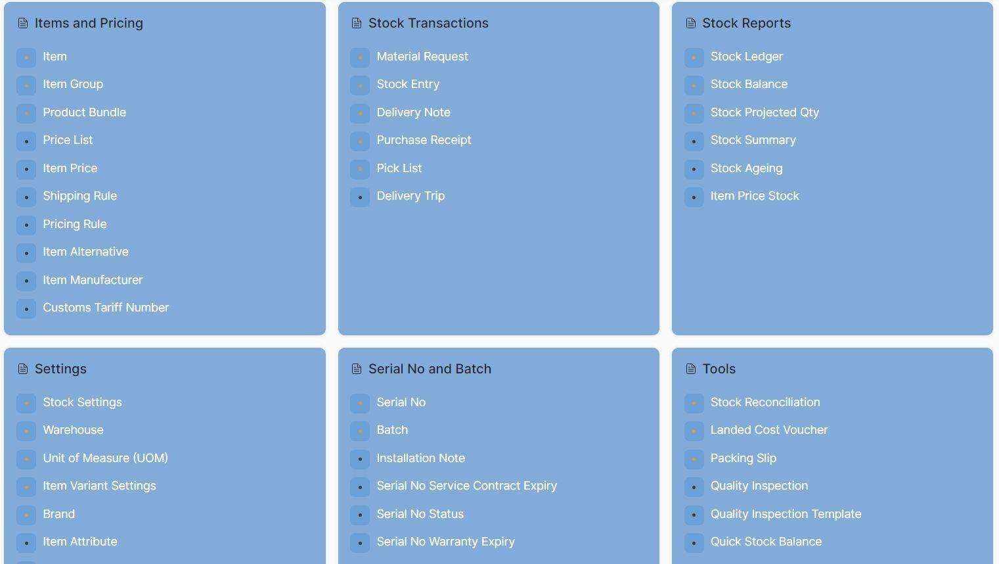 Items and Pricing
Item
Item Group
Product Bundle
Price List
Item Price
Shipping Rule
Pricing Rule
Item Alternative
Item Manufacturer
Customs Tariff Number
Stock Transactions
Material Request
Stock Entry
Delivery Note
Purchase Receipt
Pick List
Delivery Trip
Stock Reports
Stock Ledger
Stock Balance
Stock Projected Qty
Stock Summary
Stock Ageing
Item Price Stock
Settings
Stock Settings
Warehouse
Unit of Measure (UOM)
Item Variant Settings
Brand
Item Attribute
Serial No and Batch
Serial No
Batch
Installation Note
Serial No Service Contract Expiry
Serial No Status
Serial No Warranty Expiry
Tools
Stock Reconciliation
Landed Cost Voucher
Packing Slip
Quality Inspection
Quality Inspection Template
Quick Stock Balance